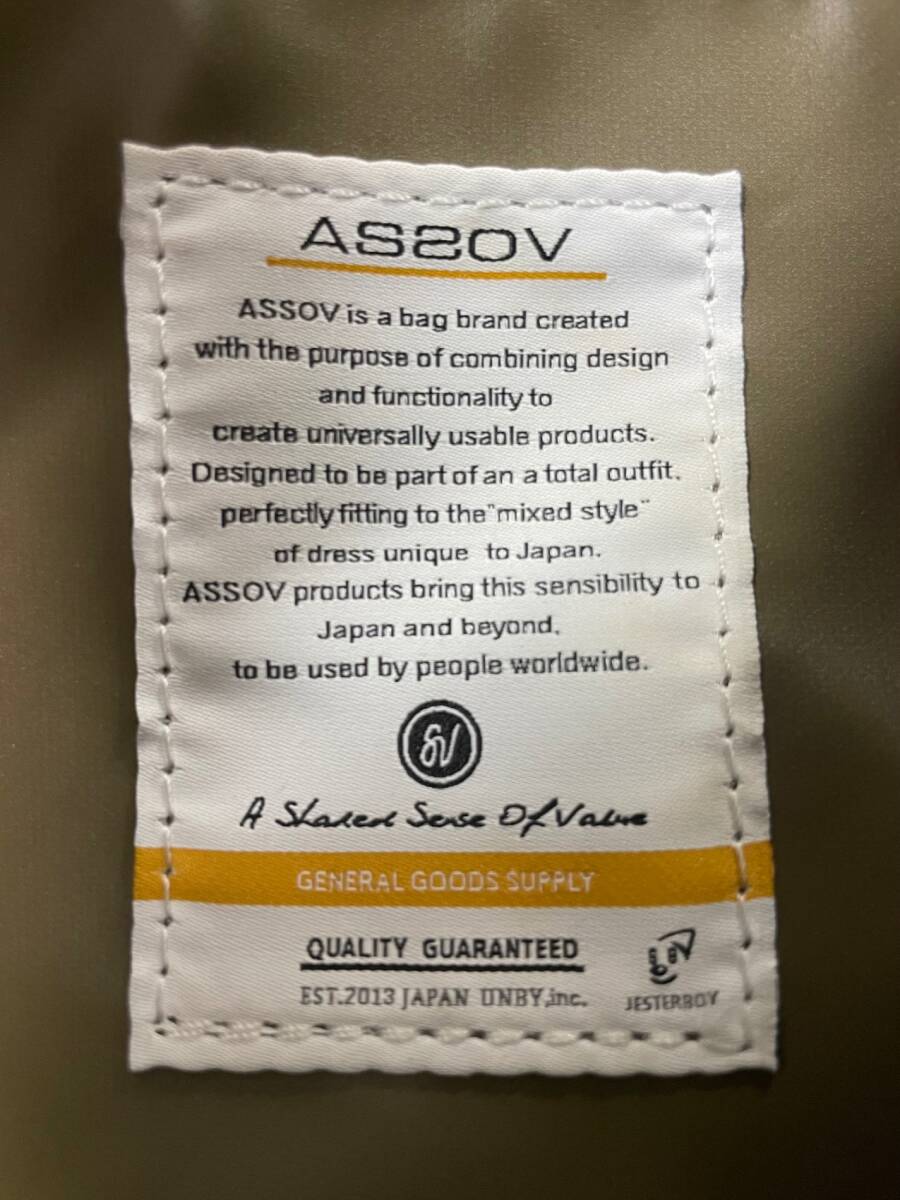 ASSOV
ASSOV is a bag brand created
with the purpose of combining design
and functionality to
create universally usable products.
Designed to be part of an a total outfit.
perfectly fitting to the "mixed style"
of dress unique to Japan.
ASSOV products bring this sensibility to
Japan and beyond,
to be used by people worldwide.
SV
A Shared Sense Of Value
GENERAL GOODS SUPPLY
QUALITY GUARANTEED
EST.2013 JAPAN UNBY,inc.
JESTERBOY